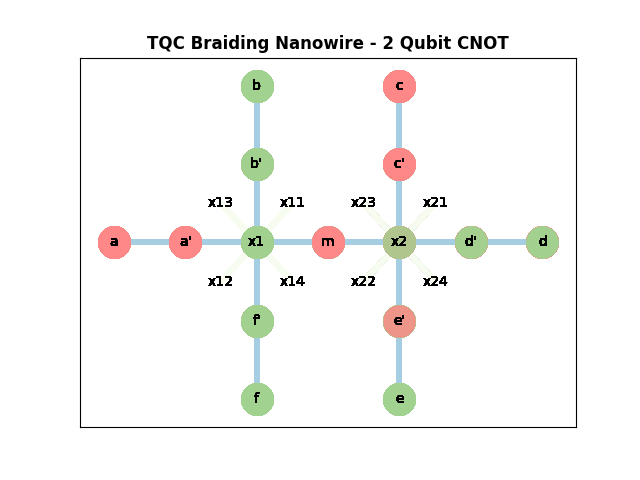 TQC Braiding Nanowire - 2 Qubit CNOT
b c
b' c'
x13 x11 x23 x21
a a' x1 m x2 d' d
x12 x14 x22 x24
f' e'
f e